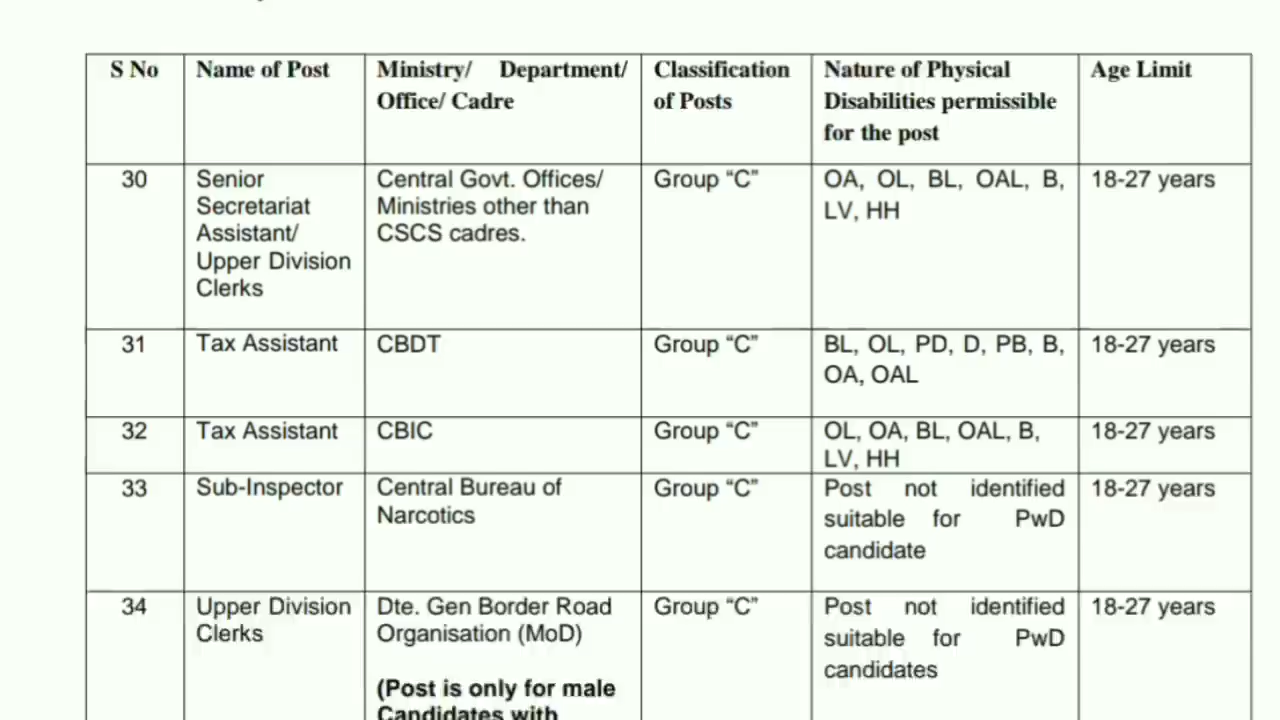 S No Name of Post Ministry/ Department/ Office/ Cadre Classification of Posts Nature of Physical Disabilities permissible for the post Age Limit
30 Senior Secretariat Assistant/ Upper Division Clerks Central Govt. Offices/ Ministries other than CSCS cadres. Group “C” OA, OL, BL, OAL, B, LV, HH 18-27 years
31 Tax Assistant CBDT Group “C” BL, OL, PD, D, PB, B, OA, OAL 18-27 years
32 Tax Assistant CBIC Group “C” OL, OA, BL, OAL, B, LV, HH 18-27 years
33 Sub-Inspector Central Bureau of Narcotics Group “C” Post not identified suitable for PwD candidate 18-27 years
34 Upper Division Clerks Dte. Gen Border Road Organisation (MoD) (Post is only for male Candidates with Group “C” Post not identified suitable for PwD candidates 18-27 years